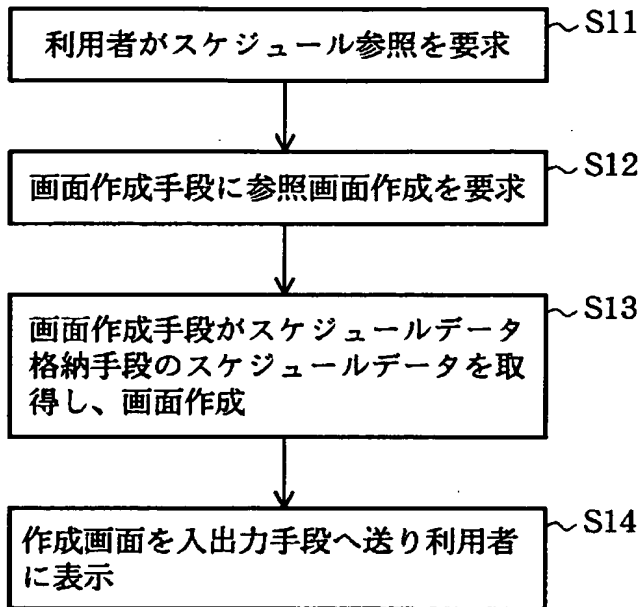 利用者がスケジュール参照を要求
S11
画面作成手段に参照画面作成を要求
S12
画面作成手段がスケジュールデータ
格納手段のスケジュールデータを取
得し、画面作成
S13
作成画面を入出力手段へ送り利用者
に表示
S14